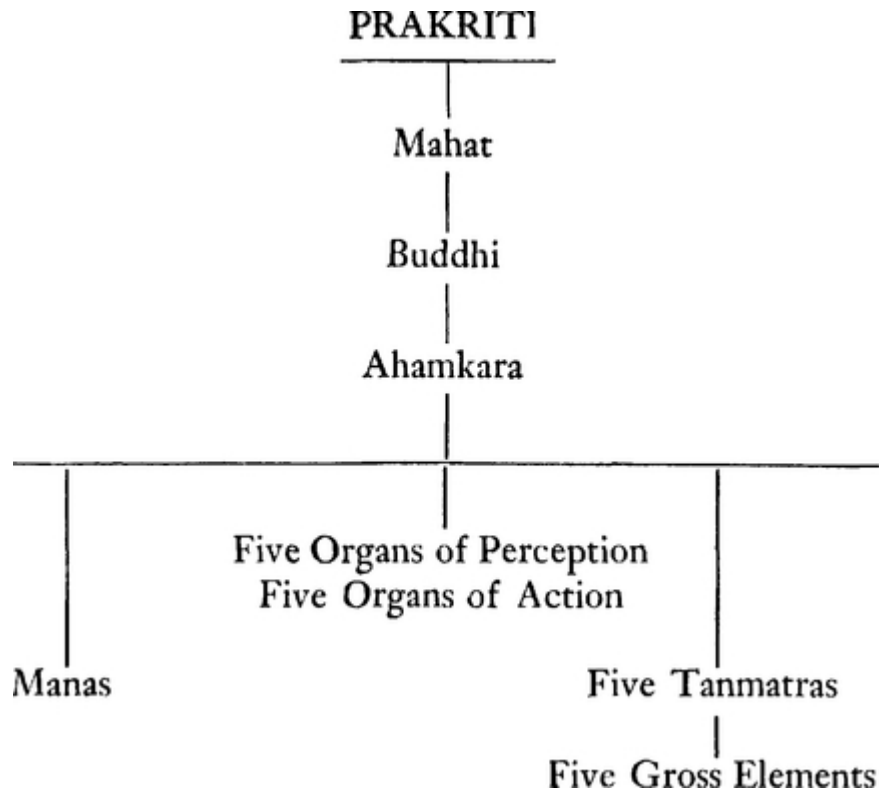 PRAKRITI
Mahat
Buddhi
Ahamkara
Five Organs of Perception
Five Organs of Action
Manas
Five Tanmatras
Five Gross Elements